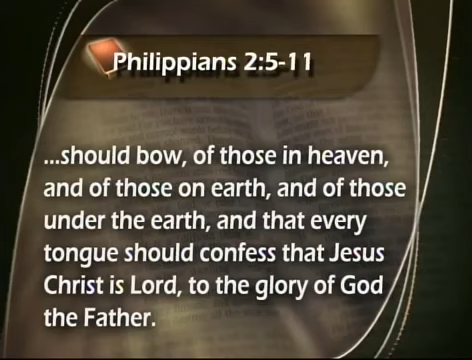 Philippians 2:5-11
...should bow, of those in heaven,
and of those on earth, and of those
under the earth, and that every
tongue should confess that Jesus
Christ is Lord, to the glory of God
the Father.